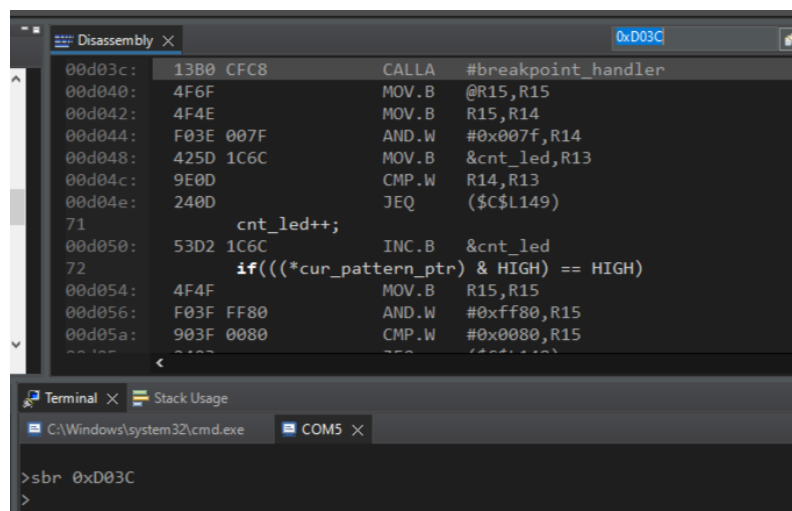 Disassembly
0xD03C
00d03c: 13B0 CFC8 CALLA #breakpoint_handler
00d040: 4F6F MOV.B @R15,R15
00d042: 4F4E MOV.B R15,R14
00d044: F03E 007F AND.W #0x007f,R14
00d048: 425D 1C6C MOV.B &cnt_led,R13
00d04c: 9E0D CMP.W R14,R13
00d04e: 240D JEQ ($C$L149)
71 cnt_led++;
00d050: 53D2 1C6C INC.B &cnt_led
72 if(((*cur_pattern_ptr) & HIGH) == HIGH)
00d054: 4F4F MOV.B R15,R15
00d056: F03F FF80 AND.W #0xff80,R15
00d05a: 903F 0080 CMP.W #0x0080,R15
Terminal Stack Usage
C:\Windows\system32\cmd.exe COM5
>sbr 0xD03C
>